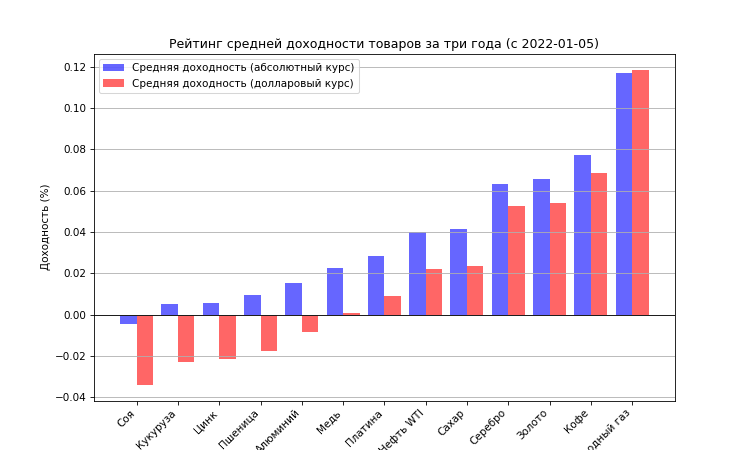 Рейтинг средней доходности товаров за три года (с 2022-01-05)
Средняя доходность (абсолютный курс)
Средняя доходность (долларовый курс)
Доходность (%)
0.12
0.10
0.08
0.06
0.04
0.02
0.00
−0.02
−0.04
Соя
Кукуруза
Цинк
Пшеница
Алюминий
Медь
Платина
Нефть WTI
Сахар
Серебро
Золото
Кофе
одный газ